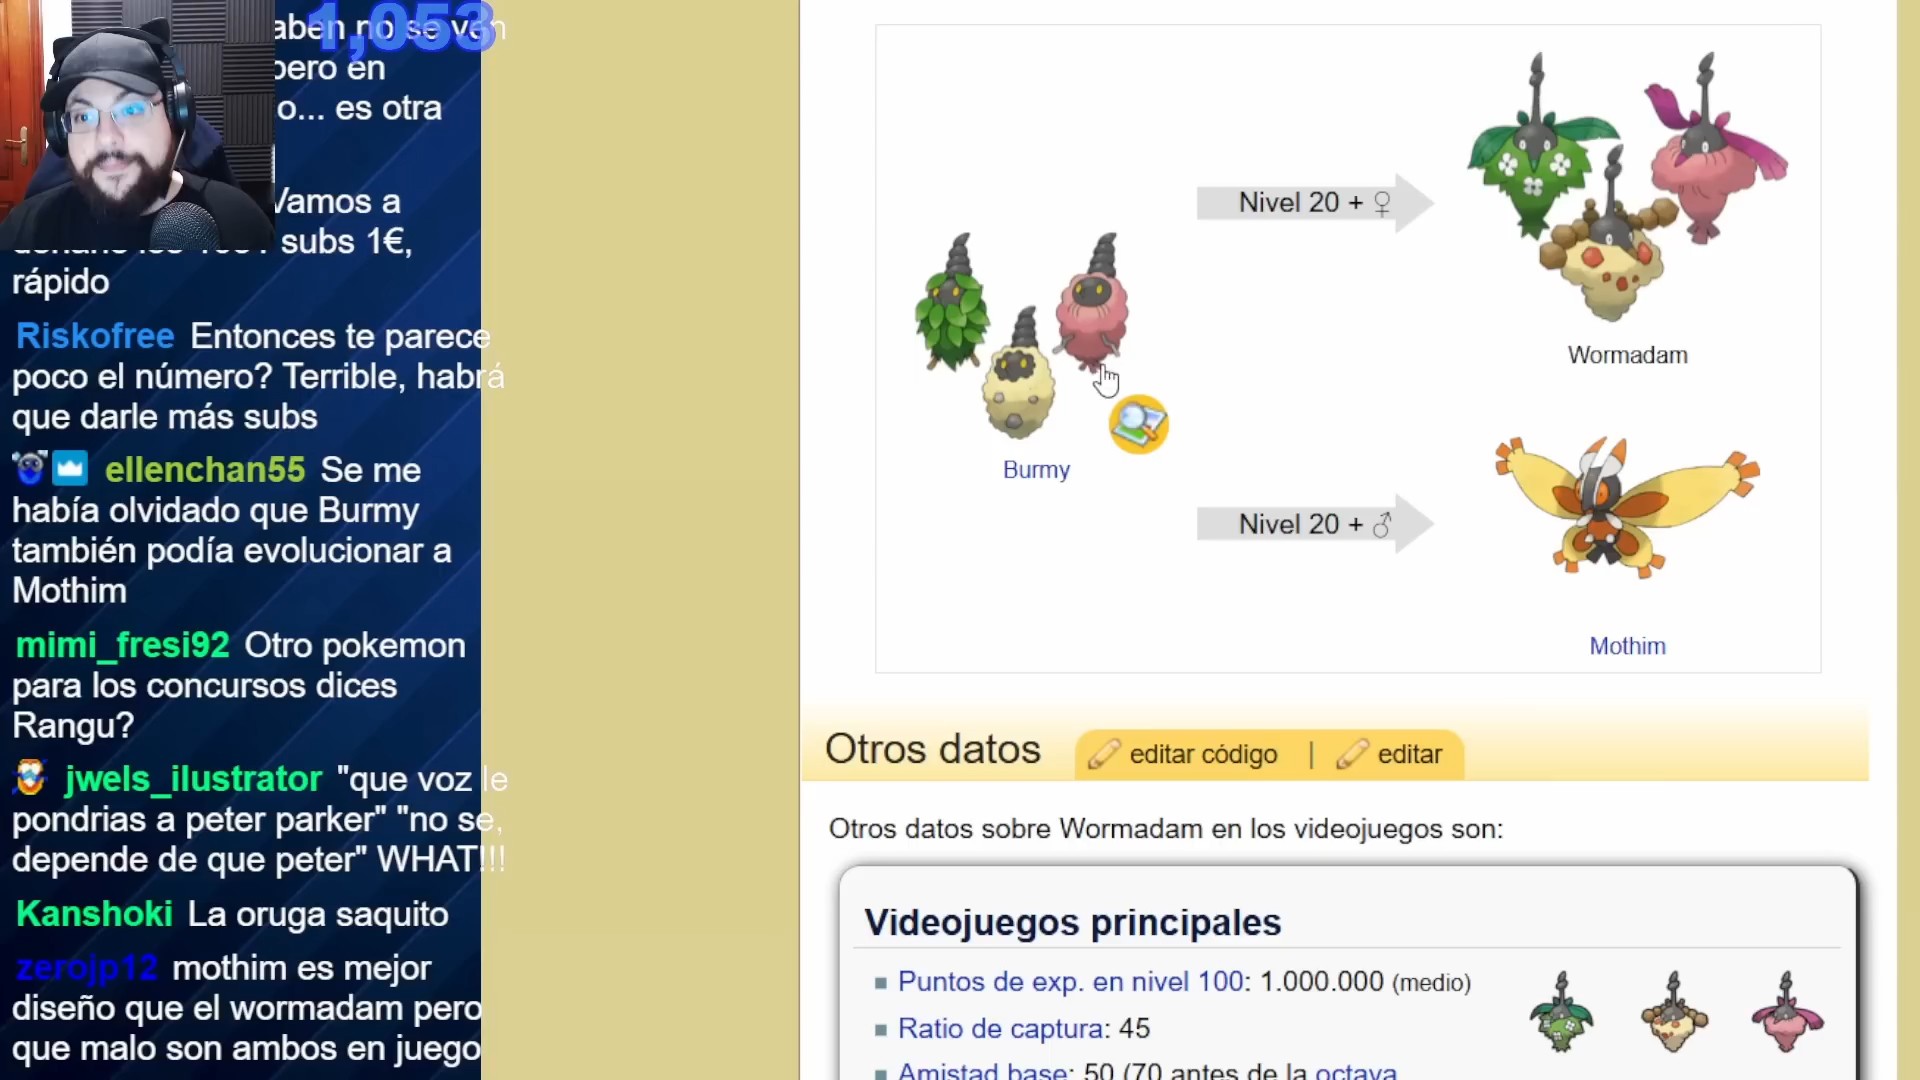 1,053
aben no se ven
pero en
o... es otra
Vamos a
subs 1€,
rápido
Riskofree Entonces te parece
poco el número? Terrible, habrá
que darle más subs
ellenchan55 Se me
había olvidado que Burmy
también podía evolucionar a
Mothim
mimi_fresi92 Otro pokemon
para los concursos dices
Rangu?
jwels_ilustrator "que voz le
pondrias a peter parker" "no se,
depende de que peter" WHAT!!!
Kanshoki La oruga saquito
zerojp12 mothim es mejor
diseño que el wormadam pero
que malo son ambos en juego
Nivel 20 + ♀
Wormadam
Burmy
Nivel 20 + ♂
Mothim
Otros datos editar código | editar
Otros datos sobre Wormadam en los videojuegos son:
Videojuegos principales
Puntos de exp. en nivel 100: 1.000.000 (medio)
Ratio de captura: 45
Amistad base: 50 (70 antes de la octava